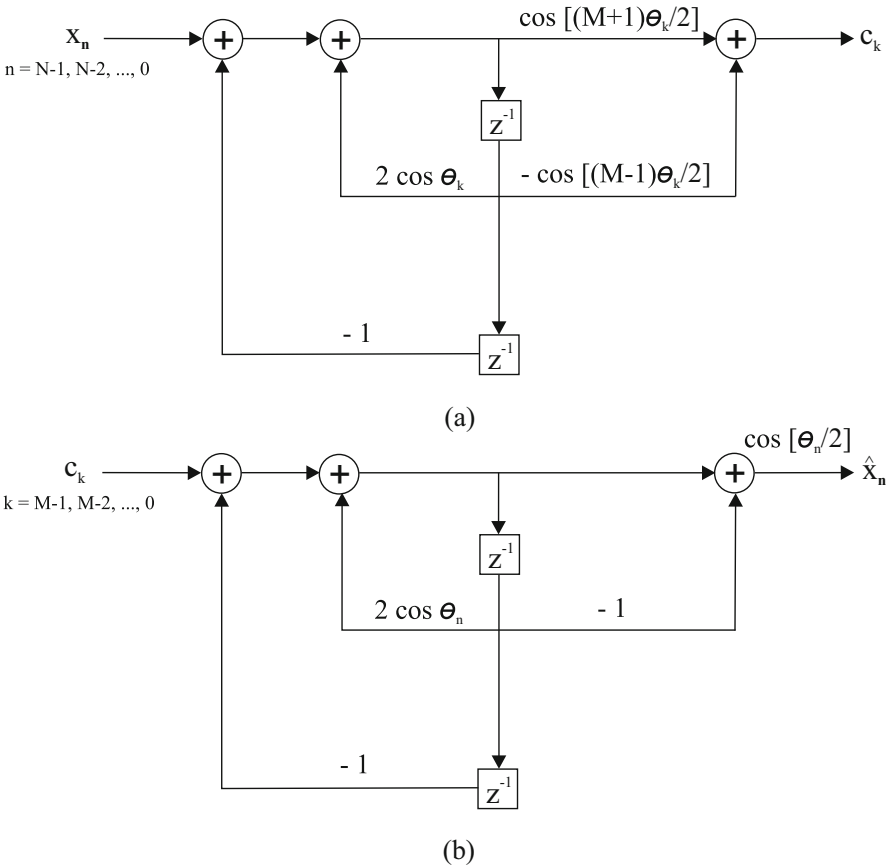 cos [(M+1)θₖ/2]
xₙ + + + cₖ
n = N-1, N-2, ..., 0
z⁻¹
2 cos θₖ - cos [(M-1)θₖ/2]
- 1
z⁻¹
(a)
cos [θₙ/2]
cₖ + + + x̂ₙ
k = M-1, M-2, ..., 0
z⁻¹
2 cos θₙ - 1
- 1
z⁻¹
(b)